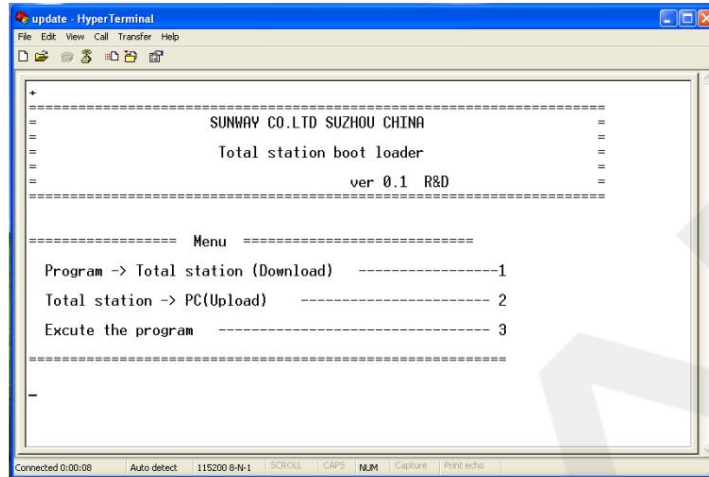 update - HyperTerminal
File Edit View Call Transfer Help
+
======================================================================
= SUNWAY CO.LTD SUZHOU CHINA =
= =
= Total station boot loader =
= =
= ver 0.1 R&D =
======================================================================
================== Menu ============================
Program -> Total station (Download) -----------------1
Total station -> PC(Upload) ----------------------- 2
Excute the program --------------------------------- 3
==========================================================
_
Connected 0:00:08 Auto detect 115200 8-N-1 SCROLL CAPS NUM Capture Print echo